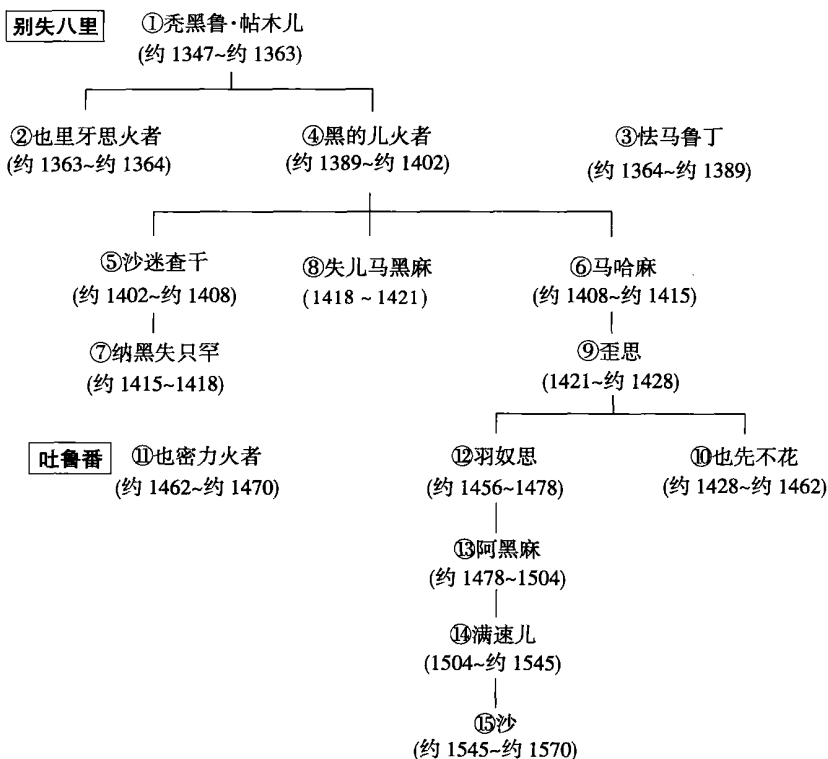 别失八里
①秃黑鲁·帖木儿
(约 1347~约 1363)
②也里牙思火者
(约 1363~约 1364)
④黑的儿火者
(约 1389~约 1402)
③怯马鲁丁
(约 1364~约 1389)
⑤沙迷查干
(约 1402~约 1408)
⑧失儿马黑麻
(1418 ~ 1421)
⑥马哈麻
(约 1408~约 1415)
⑦纳黑失只罕
(约 1415~1418)
⑨歪思
(1421~约 1428)
吐鲁番
⑪也密力火者
(约 1462~约 1470)
⑫羽奴思
(约 1456~1478)
⑩也先不花
(约 1428~约 1462)
⑬阿黑麻
(约 1478~1504)
⑭满速儿
(1504~约 1545)
⑮沙
(约 1545~约 1570)